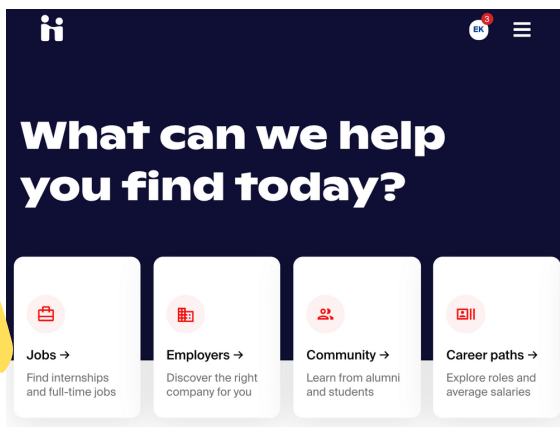 EK
3
What can we help
you find today?
Jobs →
Find internships
and full-time jobs
Employers →
Discover the right
company for you
Community →
Learn from alumni
and students
Career paths →
Explore roles and
average salaries